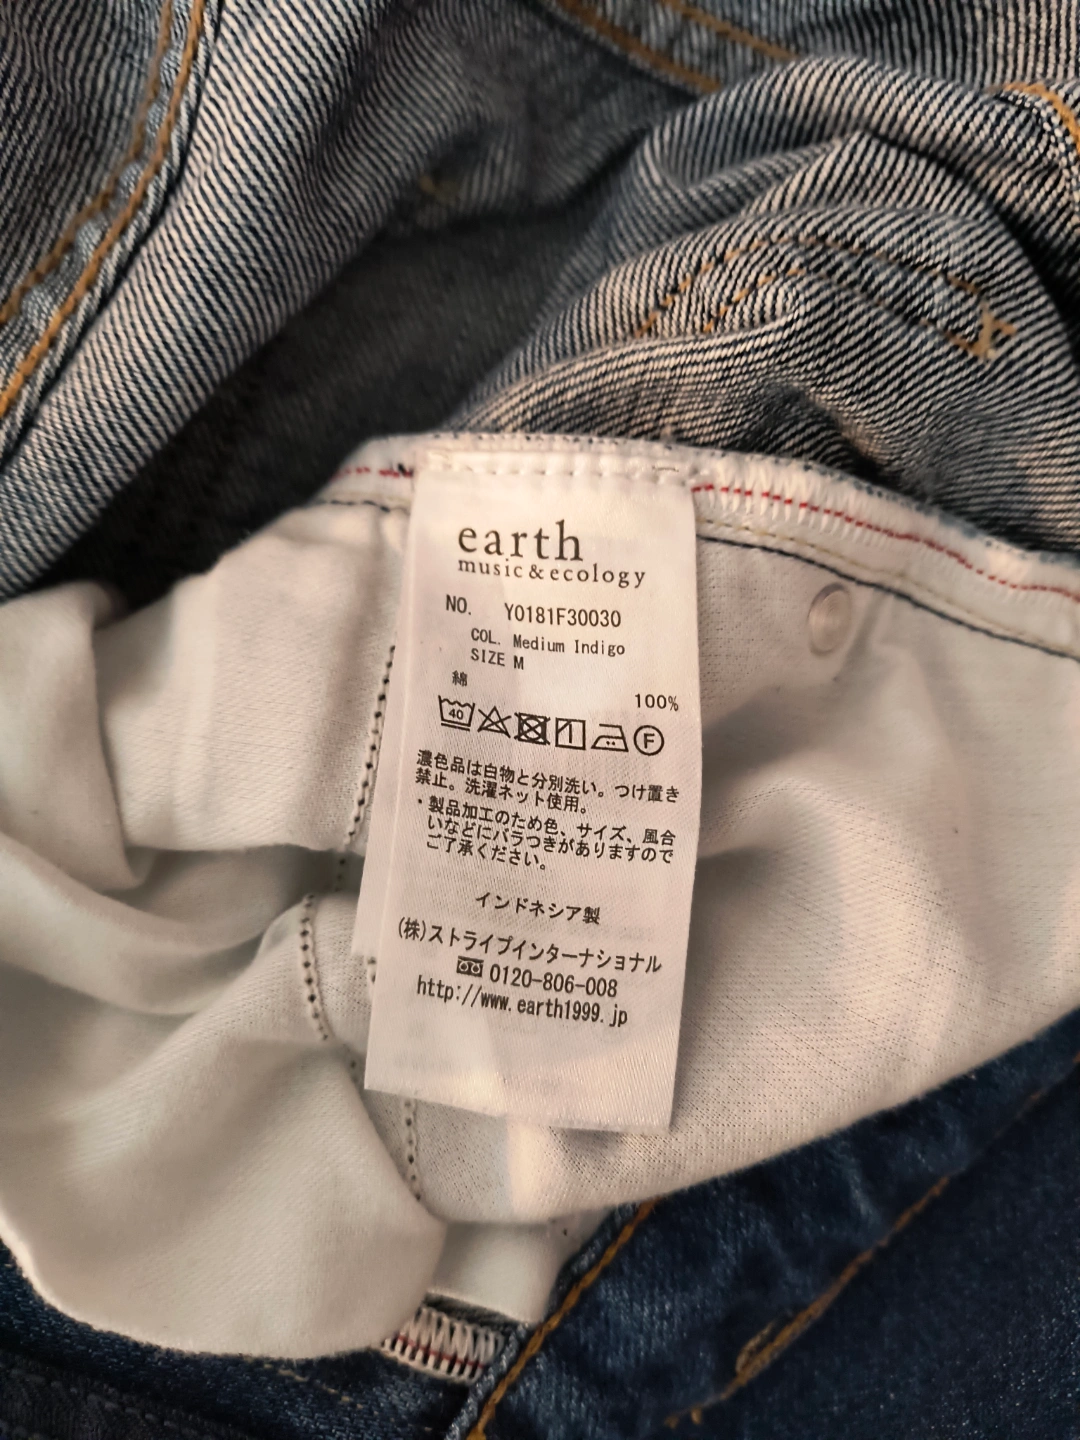 earth
music&ecology
NO. Y0181F30030
COL. Medium Indigo
SIZE M
綿 100%
40 F
濃色品は白物と分別洗い。つけ置き
禁止。洗濯ネット使用。
・製品加工のため色、サイズ、風合
いなどにバラつきがありますので
ご了承ください。
インドネシア製
(株)ストライプインターナショナル
0120-806-008
http://www.earth1999.jp